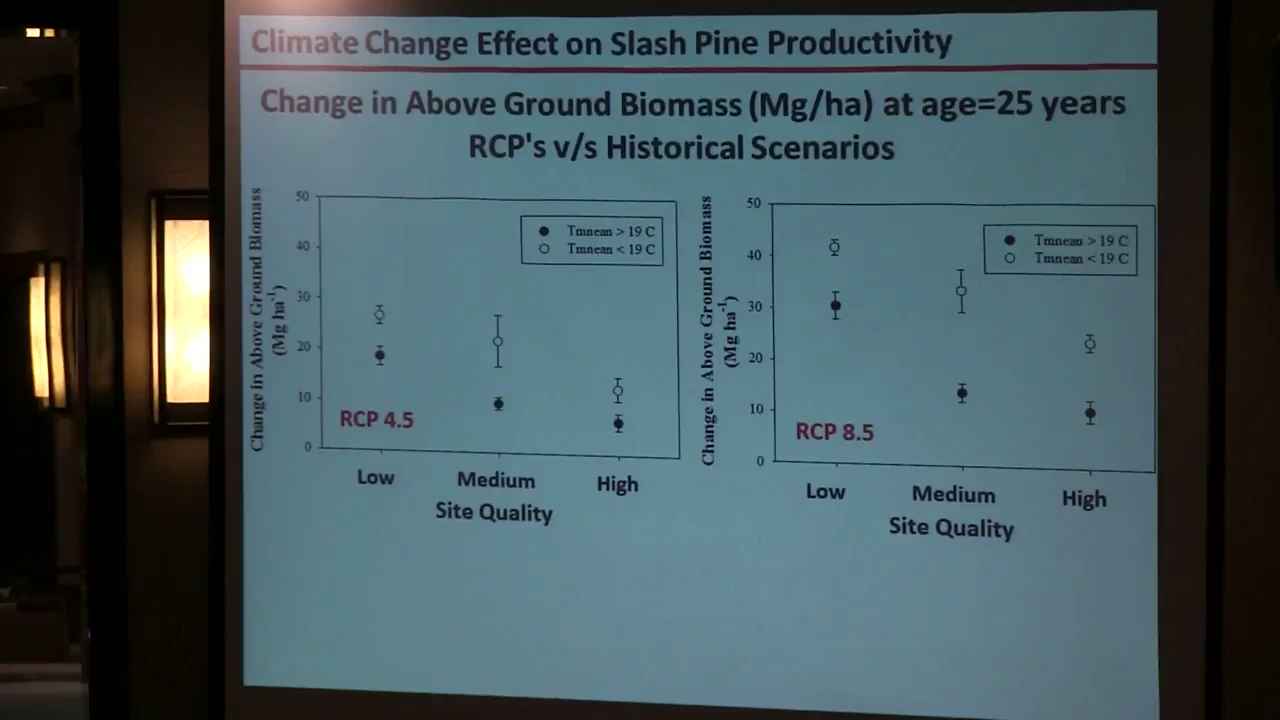 Climate Change Effect on Slash Pine Productivity
Change in Above Ground Biomass (Mg/ha) at age=25 years
RCP's v/s Historical Scenarios
Change in Above Ground Biomass
(Mg ha-1)
50
40
30
20
10
0
Tmnean > 19 C
Tmnean < 19 C
RCP 4.5
Low
Medium
High
Site Quality
Change in Above Ground Biomass
(Mg ha-1)
50
40
30
20
10
0
Tmnean > 19 C
Tmnean < 19 C
RCP 8.5
Low
Medium
High
Site Quality